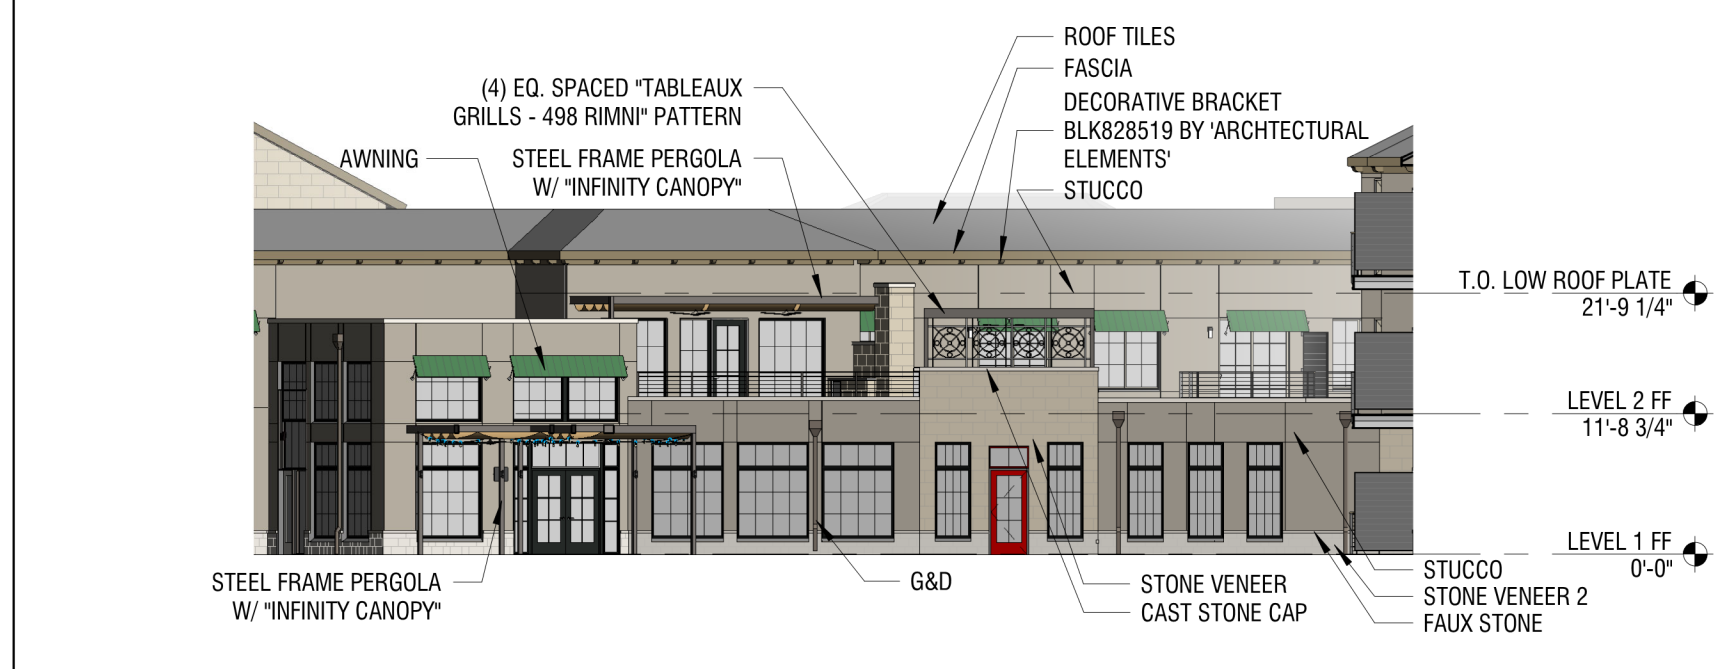 ROOF TILES
FASCIA
(4) EQ. SPACED "TABLEAUX
GRILLS - 498 RIMNI" PATTERN
DECORATIVE BRACKET
BLK828519 BY 'ARCHTECTURAL
ELEMENTS'
AWNING
STEEL FRAME PERGOLA
W/ "INFINITY CANOPY"
STUCCO
T.O. LOW ROOF PLATE
21'-9 1/4"
LEVEL 2 FF
11'-8 3/4"
LEVEL 1 FF
0'-0"
STEEL FRAME PERGOLA
W/ "INFINITY CANOPY"
G&D
STONE VENEER
CAST STONE CAP
STUCCO
STONE VENEER 2
FAUX STONE